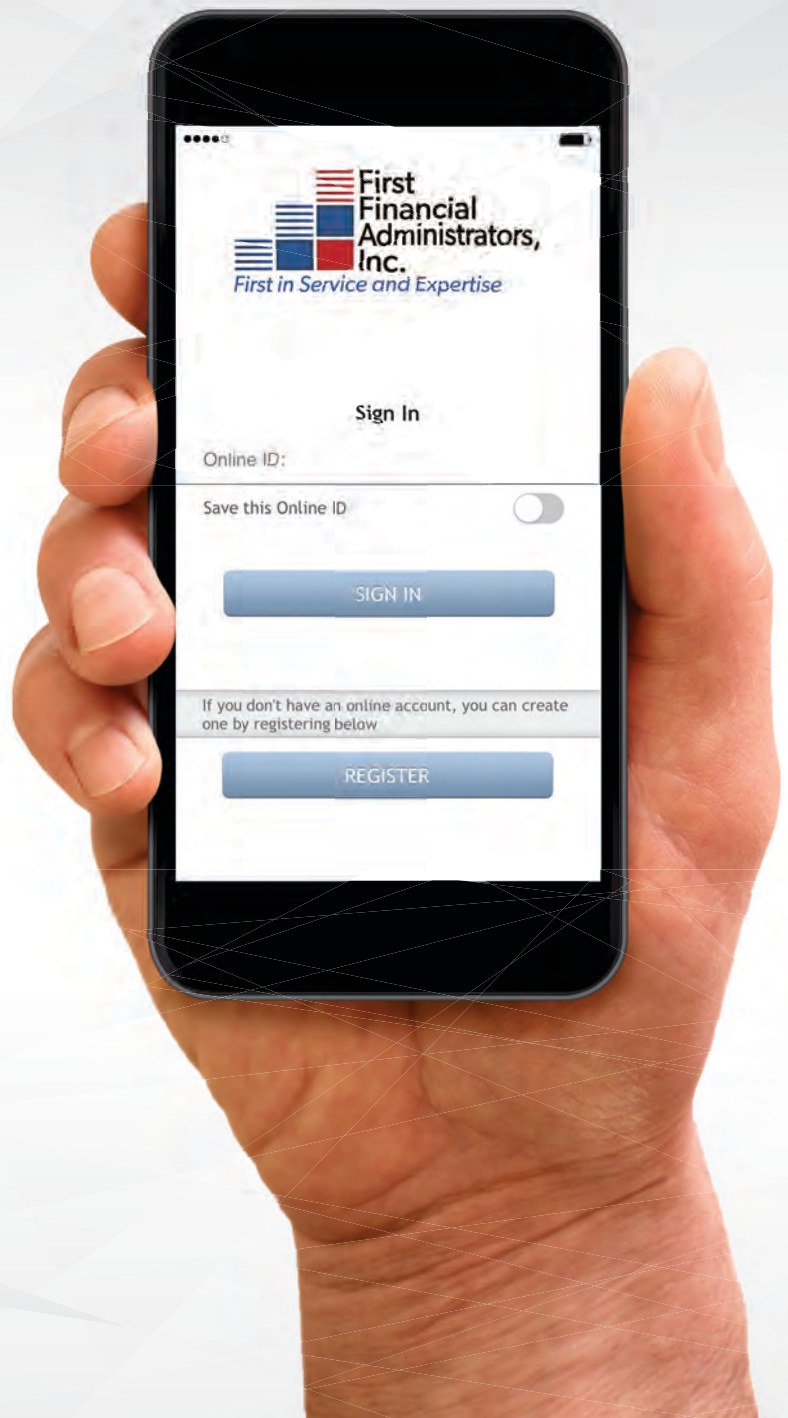 First
Financial
Administrators,
Inc.
First in Service and Expertise
Sign In
Online ID:
Save this Online ID
SIGN IN
If you don't have an online account, you can create
one by registering below
REGISTER